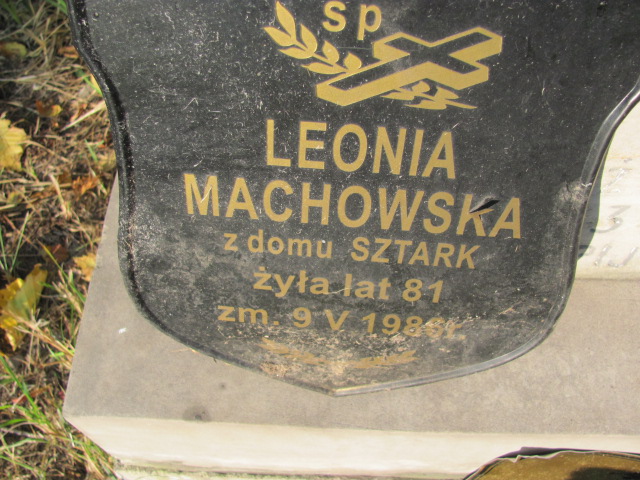 sp
LEONIA
MACHOWSKA
z domu SZTARK
żyła lat 81
zm. 9 V